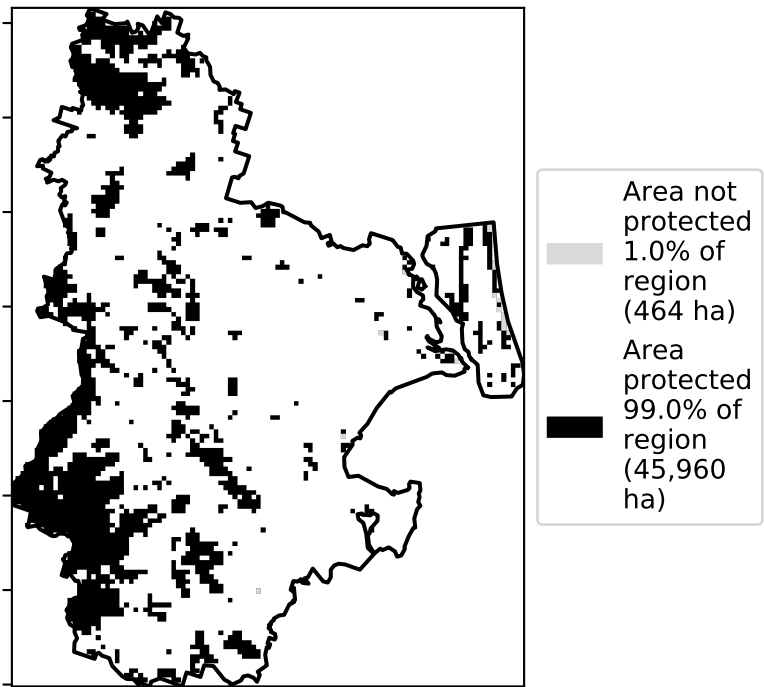 Area not
protected
1.0% of
region
(464 ha)
Area
protected
99.0% of
region
(45,960
ha)